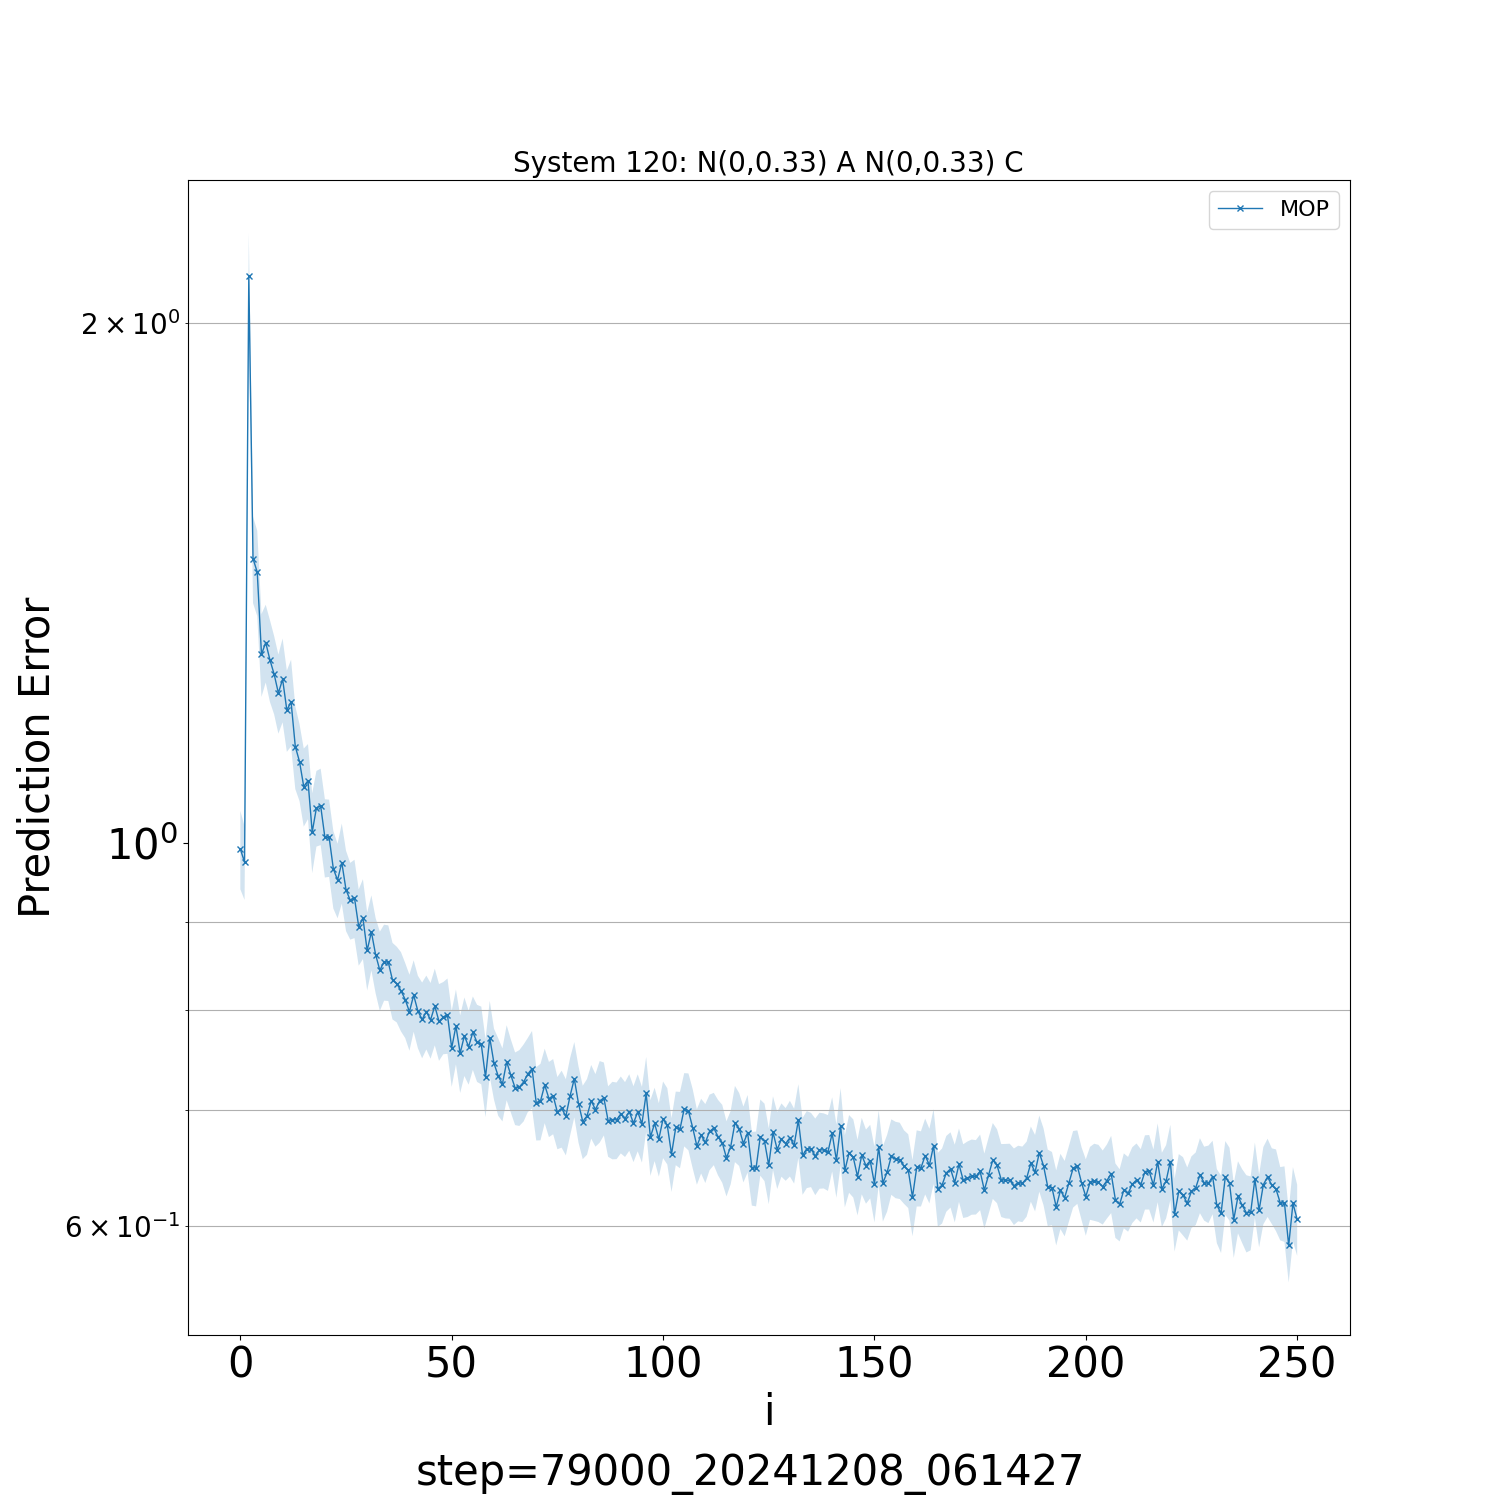 System 120: N(0,0.33) A N(0,0.33) C
MOP
Prediction Error
2 × 10⁰
10⁰
6 × 10⁻¹
0 50 100 150 200 250
i
step=79000_20241208_061427